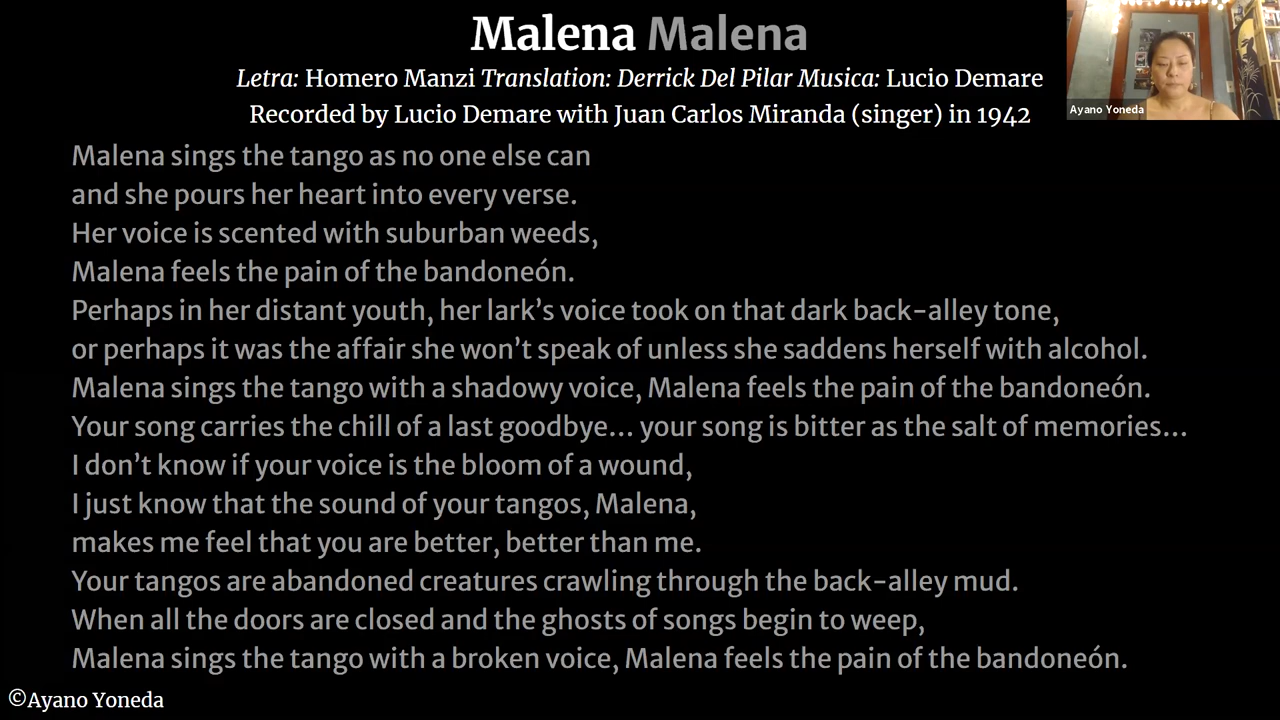 Malena Malena
Letra: Homero Manzi Translation: Derrick Del Pilar Musica: Lucio Demare
Recorded by Lucio Demare with Juan Carlos Miranda (singer) in 1942
Ayano Yoneda
Malena sings the tango as no one else can
and she pours her heart into every verse.
Her voice is scented with suburban weeds,
Malena feels the pain of the bandoneón.
Perhaps in her distant youth, her lark’s voice took on that dark back-alley tone,
or perhaps it was the affair she won’t speak of unless she saddens herself with alcohol.
Malena sings the tango with a shadowy voice, Malena feels the pain of the bandoneón.
Your song carries the chill of a last goodbye... your song is bitter as the salt of memories...
I don’t know if your voice is the bloom of a wound,
I just know that the sound of your tangos, Malena,
makes me feel that you are better, better than me.
Your tangos are abandoned creatures crawling through the back-alley mud.
When all the doors are closed and the ghosts of songs begin to weep,
Malena sings the tango with a broken voice, Malena feels the pain of the bandoneón.
©Ayano Yoneda